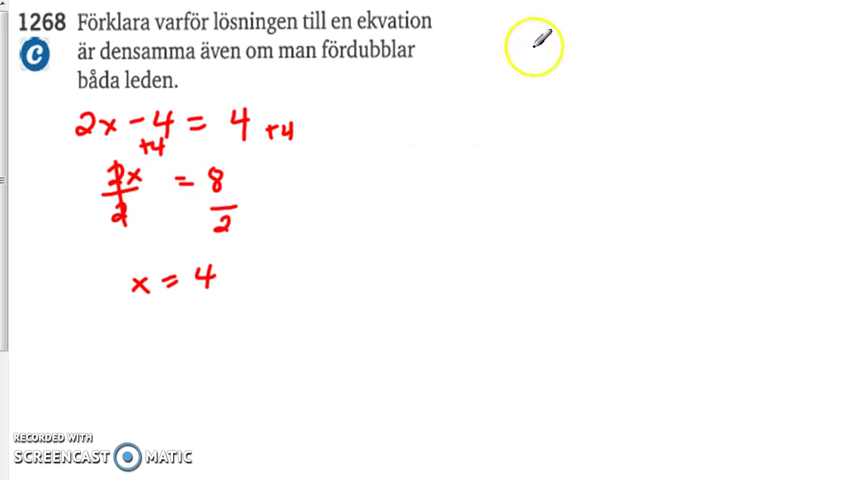 1268 Förklara varför lösningen till en ekvation
C är densamma även om man fördubblar
båda leden.
2x - 4 = 4 +4
+4
2x = 8
2 2
x = 4
RECORDED WITH
SCREENCAST MATIC